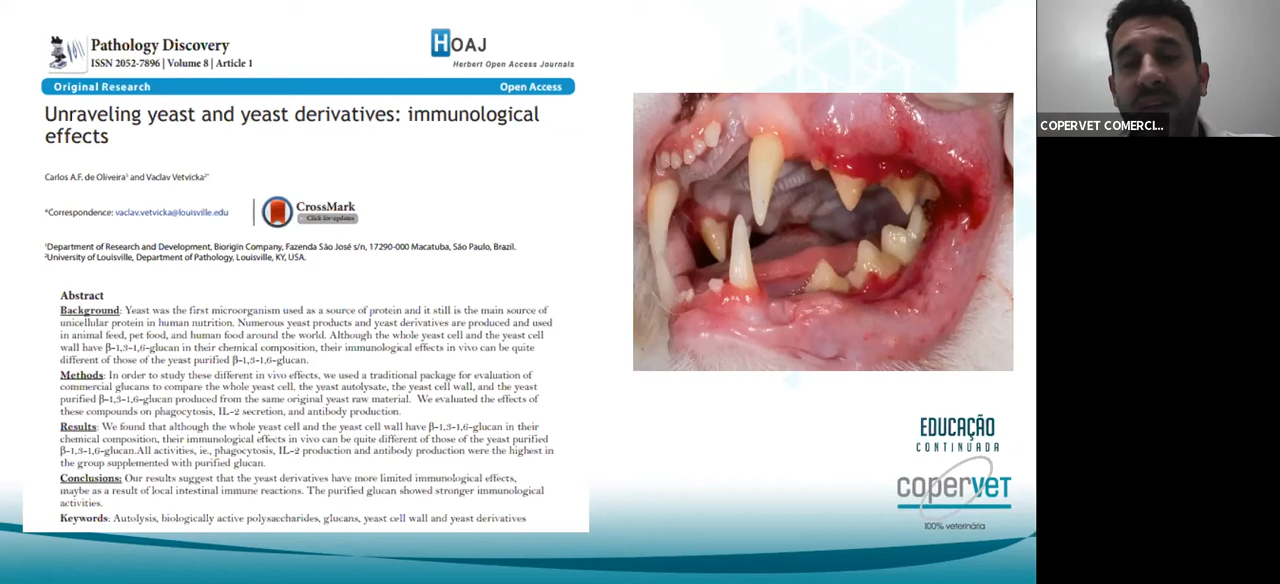 Pathology Discovery
ISSN 2052-7896 | Volume 8 | Article 1
HOAJ
Herbert Open Access Journals
Original Research
Open Access
Unraveling yeast and yeast derivatives: immunological
effects
Carlos A.F. de Oliveira¹ and Vaclav Vetvicka²*
*Correspondence: vaclav.vetvicka@louisville.edu
CrossMark
Click for updates
¹Department of Research and Development, Biorigin Company, Fazenda São José s/n, 17290-000 Macatuba, São Paulo, Brazil.
²University of Louisville, Department of Pathology, Louisville, KY, USA.
Abstract
Background: Yeast was the first microorganism used as a source of protein and it still is the main source of
unicellular protein in human nutrition. Numerous yeast products and yeast derivatives are produced and used
in animal feed, pet food, and human food around the world. Although the whole yeast cell and the yeast cell
wall have β-1,3-1,6-glucan in their chemical composition, their immunological effects in vivo can be quite
different of those of the yeast purified β-1,3-1,6-glucan.
Methods: In order to study these different in vivo effects, we used a traditional package for evaluation of
commercial glucans to compare the whole yeast cell, the yeast autolysate, the yeast cell wall, and the yeast
purified β-1,3-1,6-glucan produced from the same original yeast raw material. We evaluated the effects of
these compounds on phagocytosis, IL-2 secretion, and antibody production.
Results: We found that although the whole yeast cell and the yeast cell wall have β-1,3-1,6-glucan in their
chemical composition, their immunological effects in vivo can be quite different of those of the yeast purified
β-1,3-1,6-glucan.All activities, ie., phagocytosis, IL-2 production and antibody production were the highest in
the group supplemented with purified glucan.
Conclusions: Our results suggest that the yeast derivatives have more limited immunological effects,
maybe as a result of local intestinal immune reactions. The purified glucan showed stronger immunological
activities.
Keywords: Autolysis, biologically active polysaccharides, glucans, yeast cell wall and yeast derivatives
EDUCAÇÃO
CONTINUADA
copervet
100% veterinária
COPERVET COMERCI...